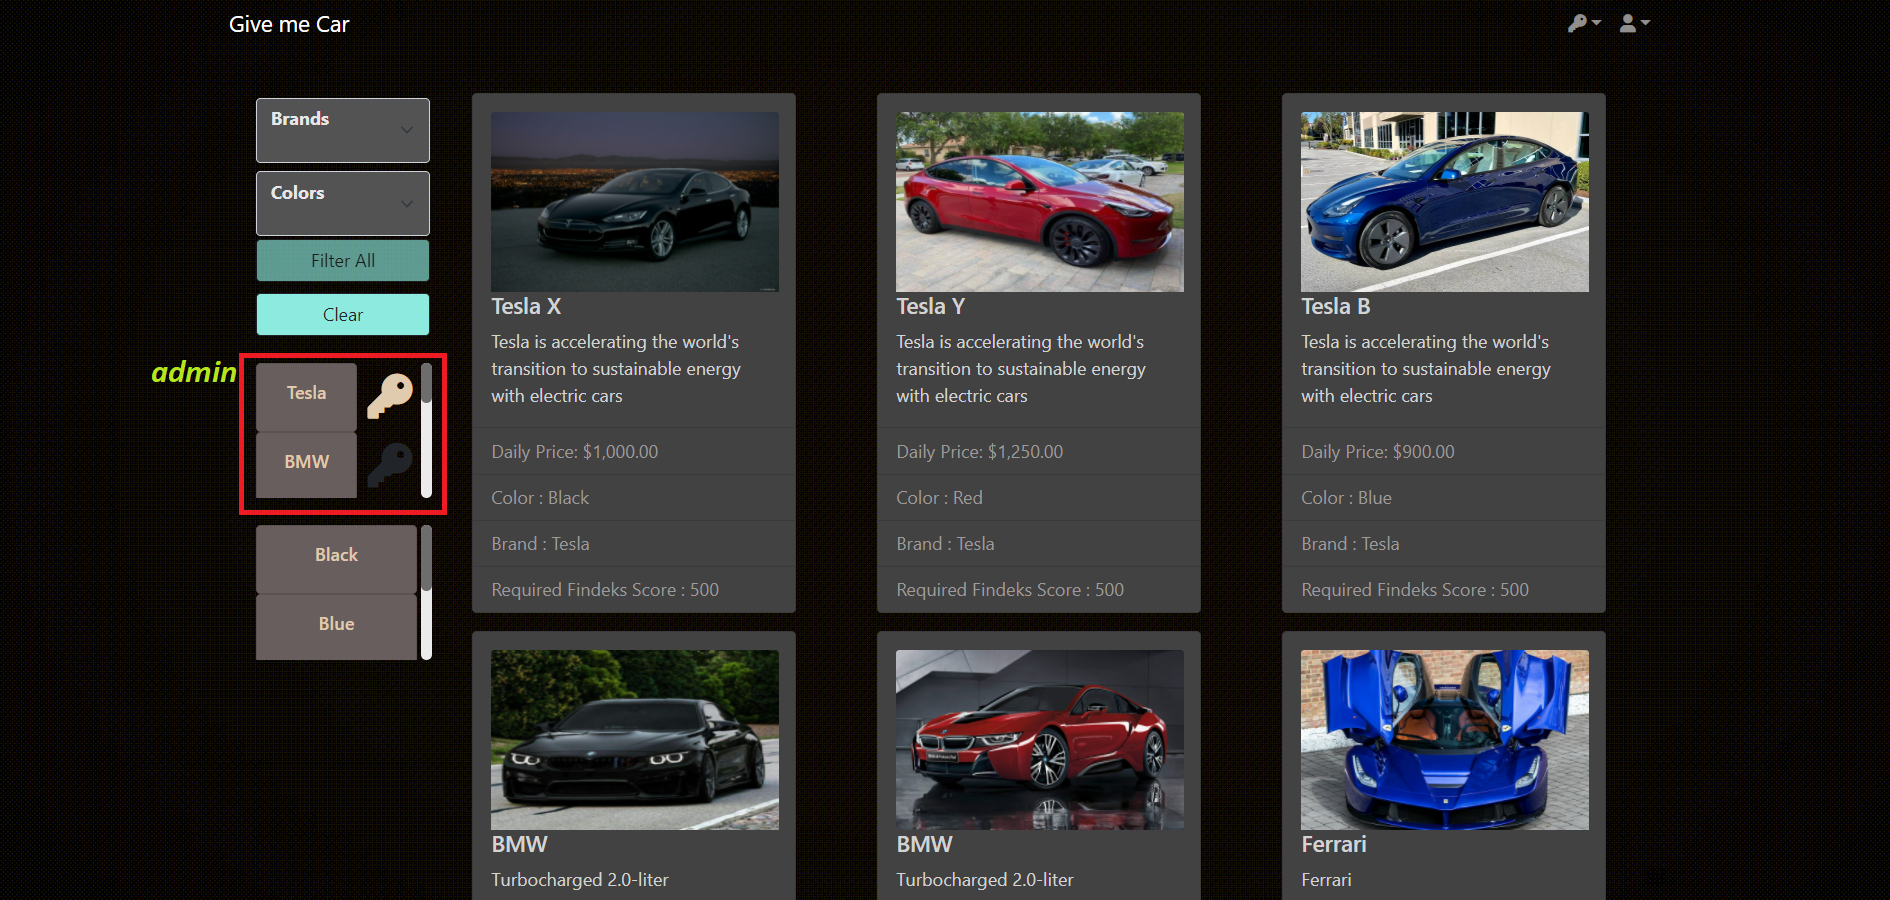 Give me Car
Brands
Colors
Filter All
Clear
admin
Tesla
BMW
Black
Blue
Tesla X
Tesla is accelerating the world's
transition to sustainable energy
with electric cars
Daily Price: $1,000.00
Color : Black
Brand : Tesla
Required Findeks Score : 500
Tesla Y
Tesla is accelerating the world's
transition to sustainable energy
with electric cars
Daily Price: $1,250.00
Color : Red
Brand : Tesla
Required Findeks Score : 500
Tesla B
Tesla is accelerating the world's
transition to sustainable energy
with electric cars
Daily Price: $900.00
Color : Blue
Brand : Tesla
Required Findeks Score : 500
BMW
Turbocharged 2.0-liter
BMW
Turbocharged 2.0-liter
Ferrari
Ferrari